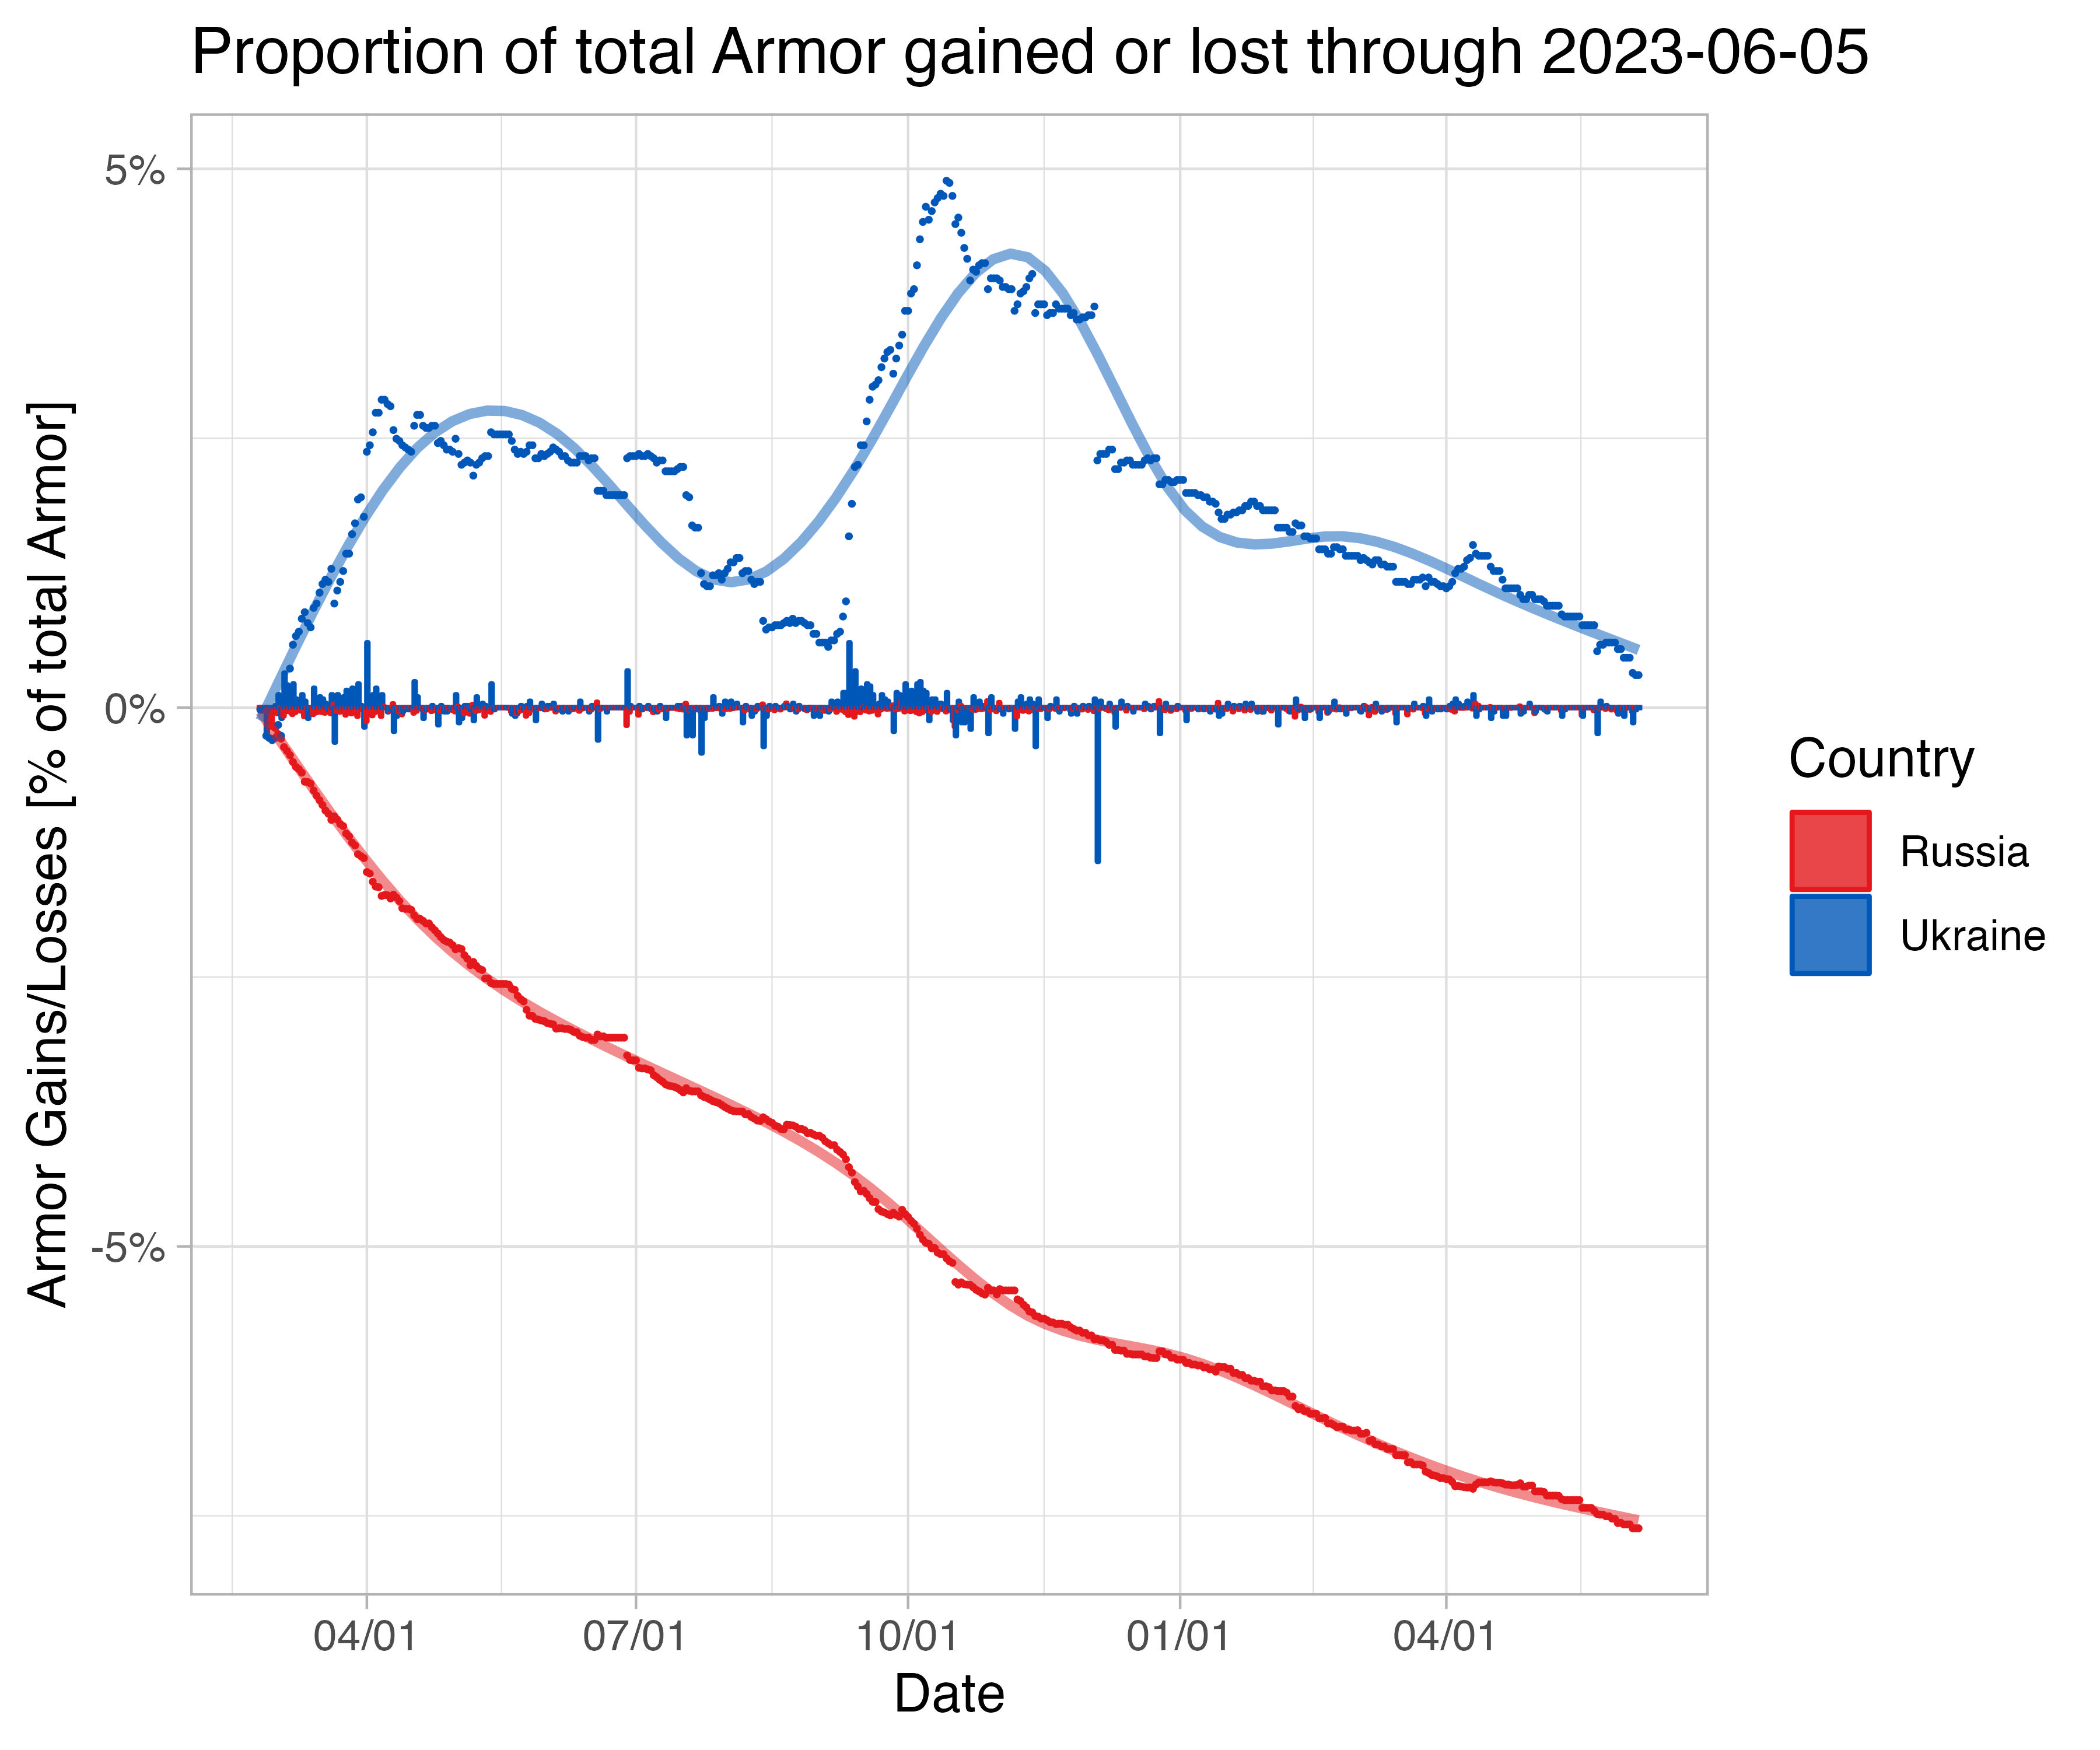 Proportion of total Armor gained or lost through 2023-06-05
Armor Gains/Losses [% of total Armor]
5%
0%
-5%
04/01
07/01
10/01
01/01
04/01
Date
Country
Russia
Ukraine